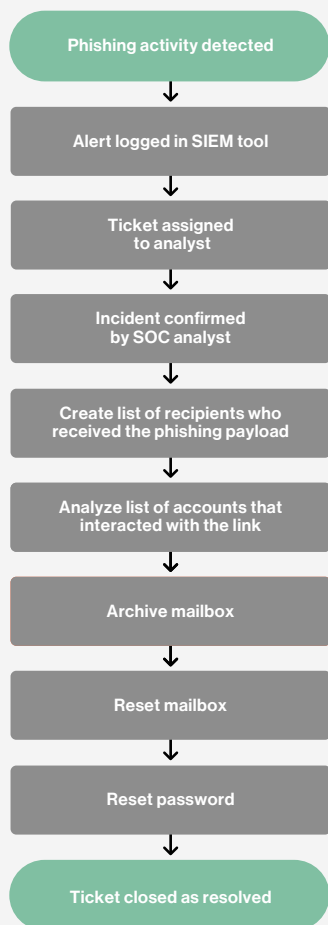 Phishing activity detected
Alert logged in SIEM tool
Ticket assigned
to analyst
Incident confirmed
by SOC analyst
Create list of recipients who
received the phishing payload
Analyze list of accounts that
interacted with the link
Archive mailbox
Reset mailbox
Reset password
Ticket closed as resolved